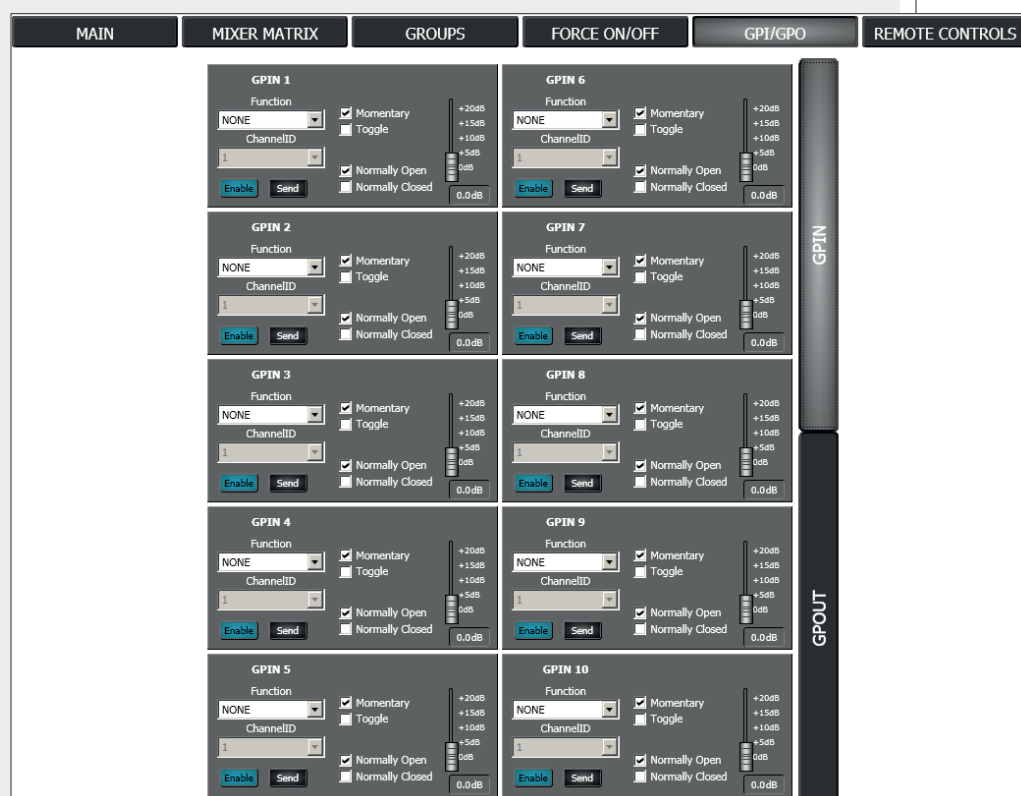 MAIN MIXER MATRIX GROUPS FORCE ON/OFF GPI/GPO REMOTE CONTROLS
GPIN 1
Function
NONE
ChannelID
1
Enable Send
Momentary
Toggle
Normally Open
Normally Closed
+20dB
+15dB
+10dB
+5dB
0dB
0.0dB
GPIN 6
Function
NONE
ChannelID
1
Enable Send
Momentary
Toggle
Normally Open
Normally Closed
+20dB
+15dB
+10dB
+5dB
0dB
0.0dB
GPIN 2
Function
NONE
ChannelID
1
Enable Send
Momentary
Toggle
Normally Open
Normally Closed
+20dB
+15dB
+10dB
+5dB
0dB
0.0dB
GPIN 7
Function
NONE
ChannelID
1
Enable Send
Momentary
Toggle
Normally Open
Normally Closed
+20dB
+15dB
+10dB
+5dB
0dB
0.0dB
GPIN 3
Function
NONE
ChannelID
1
Enable Send
Momentary
Toggle
Normally Open
Normally Closed
+20dB
+15dB
+10dB
+5dB
0dB
0.0dB
GPIN 8
Function
NONE
ChannelID
1
Enable Send
Momentary
Toggle
Normally Open
Normally Closed
+20dB
+15dB
+10dB
+5dB
0dB
0.0dB
GPIN 4
Function
NONE
ChannelID
1
Enable Send
Momentary
Toggle
Normally Open
Normally Closed
+20dB
+15dB
+10dB
+5dB
0dB
0.0dB
GPIN 9
Function
NONE
ChannelID
1
Enable Send
Momentary
Toggle
Normally Open
Normally Closed
+20dB
+15dB
+10dB
+5dB
0dB
0.0dB
GPIN 5
Function
NONE
ChannelID
1
Enable Send
Momentary
Toggle
Normally Open
Normally Closed
+20dB
+15dB
+10dB
+5dB
0dB
0.0dB
GPIN 10
Function
NONE
ChannelID
1
Enable Send
Momentary
Toggle
Normally Open
Normally Closed
+20dB
+15dB
+10dB
+5dB
0dB
0.0dB
GPIN
GPOUT